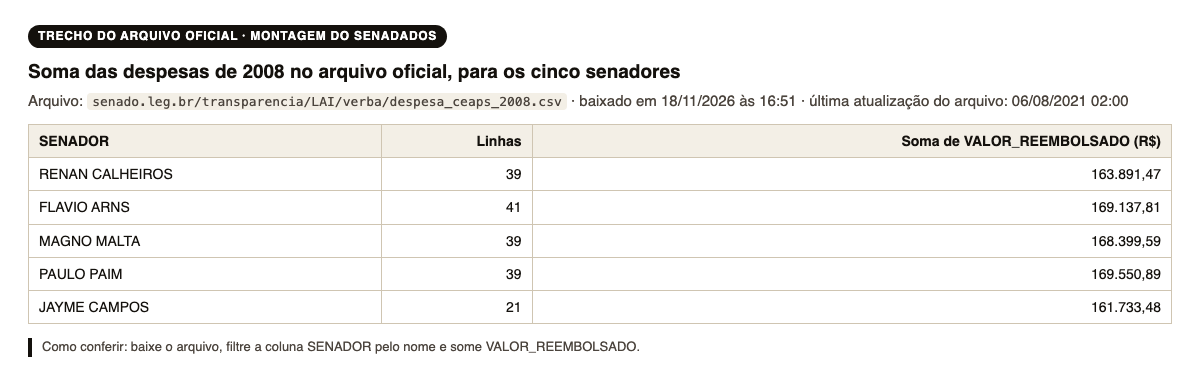 TRECHO DO ARQUIVO OFICIAL · MONTAGEM DO SENADADOS
Soma das despesas de 2008 no arquivo oficial, para os cinco senadores
Arquivo: senado.leg.br/transparencia/LAI/verba/despesa_ceaps_2008.csv · baixado em 18/11/2026 às 16:51 · última atualização do arquivo: 06/08/2021 02:00
SENADOR Linhas Soma de VALOR_REEMBOLSADO (R$)
RENAN CALHEIROS 39 163.891,47
FLAVIO ARNS 41 169.137,81
MAGNO MALTA 39 168.399,59
PAULO PAIM 39 169.550,89
JAYME CAMPOS 21 161.733,48
Como conferir: baixe o arquivo, filtre a coluna SENADOR pelo nome e some VALOR_REEMBOLSADO.